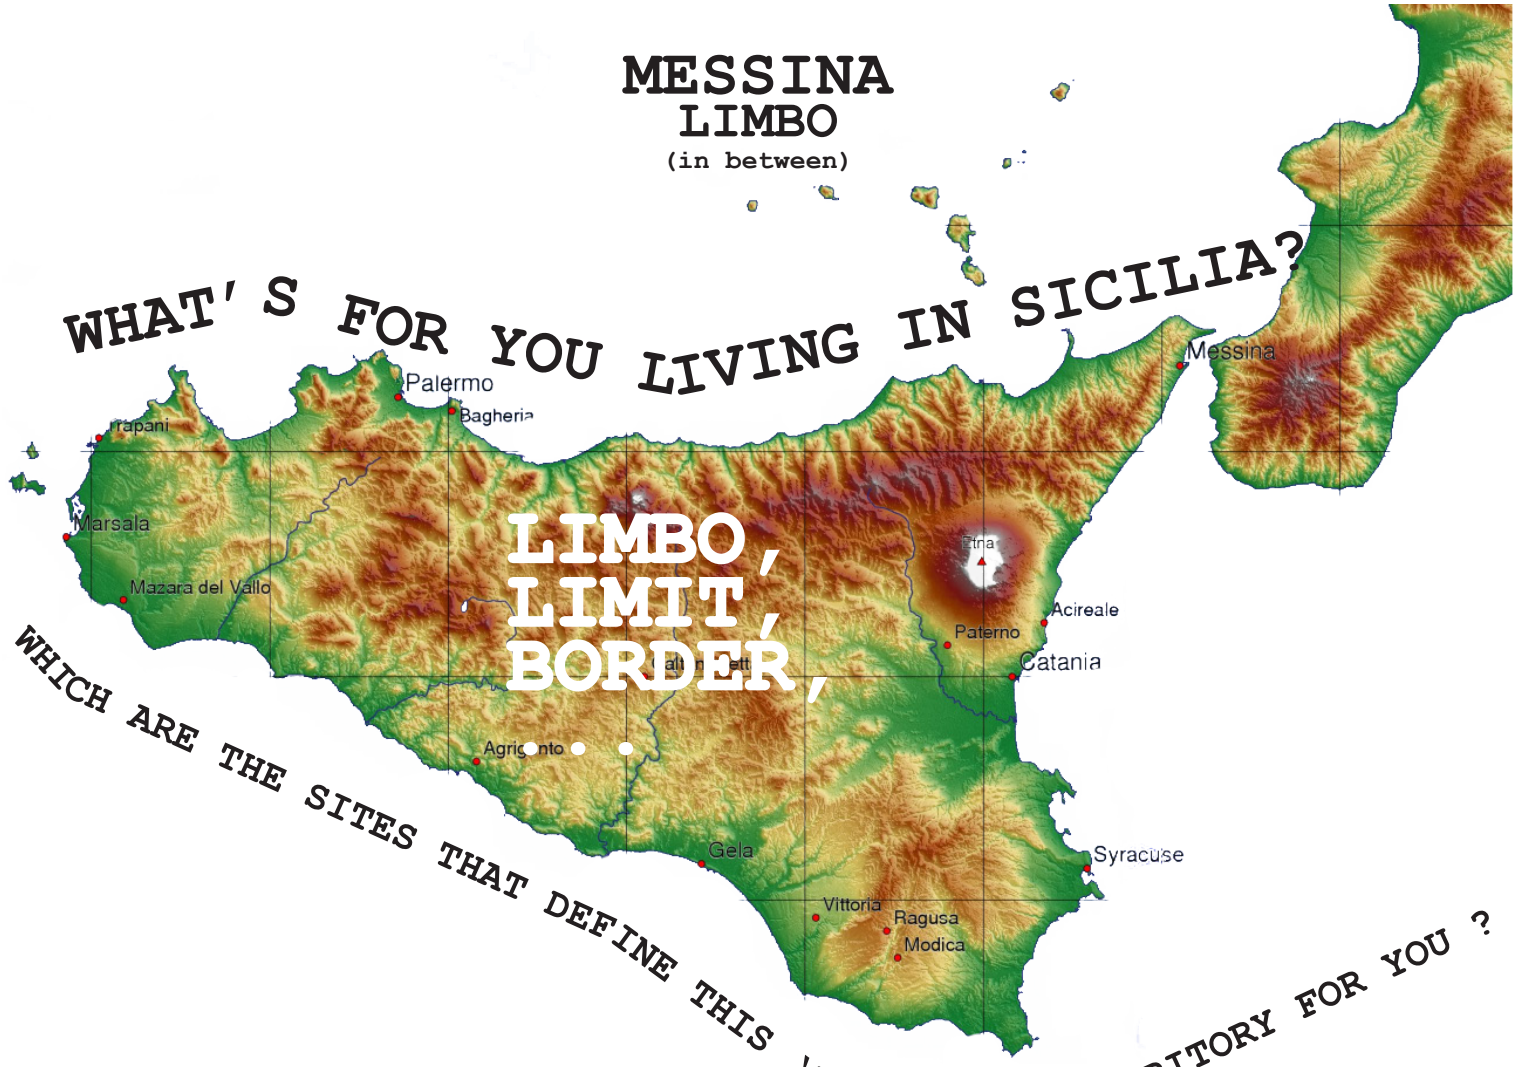 MESSINA
LIMBO
(in between)
WHAT'S FOR YOU LIVING IN SICILIA?
Messina
Palermo
Bagheria
rrapani
LIMBO,
Marsala
Etna
Mazara del Vallo
LIMIT,
Acireale
Paterno
BORDER,
Catania
...
Gela
Syracuse
Vittoria
Ragusa
Modica
WHICH ARE THE SITES THAT DEFINE THIS
RITORY FOR YOU ?